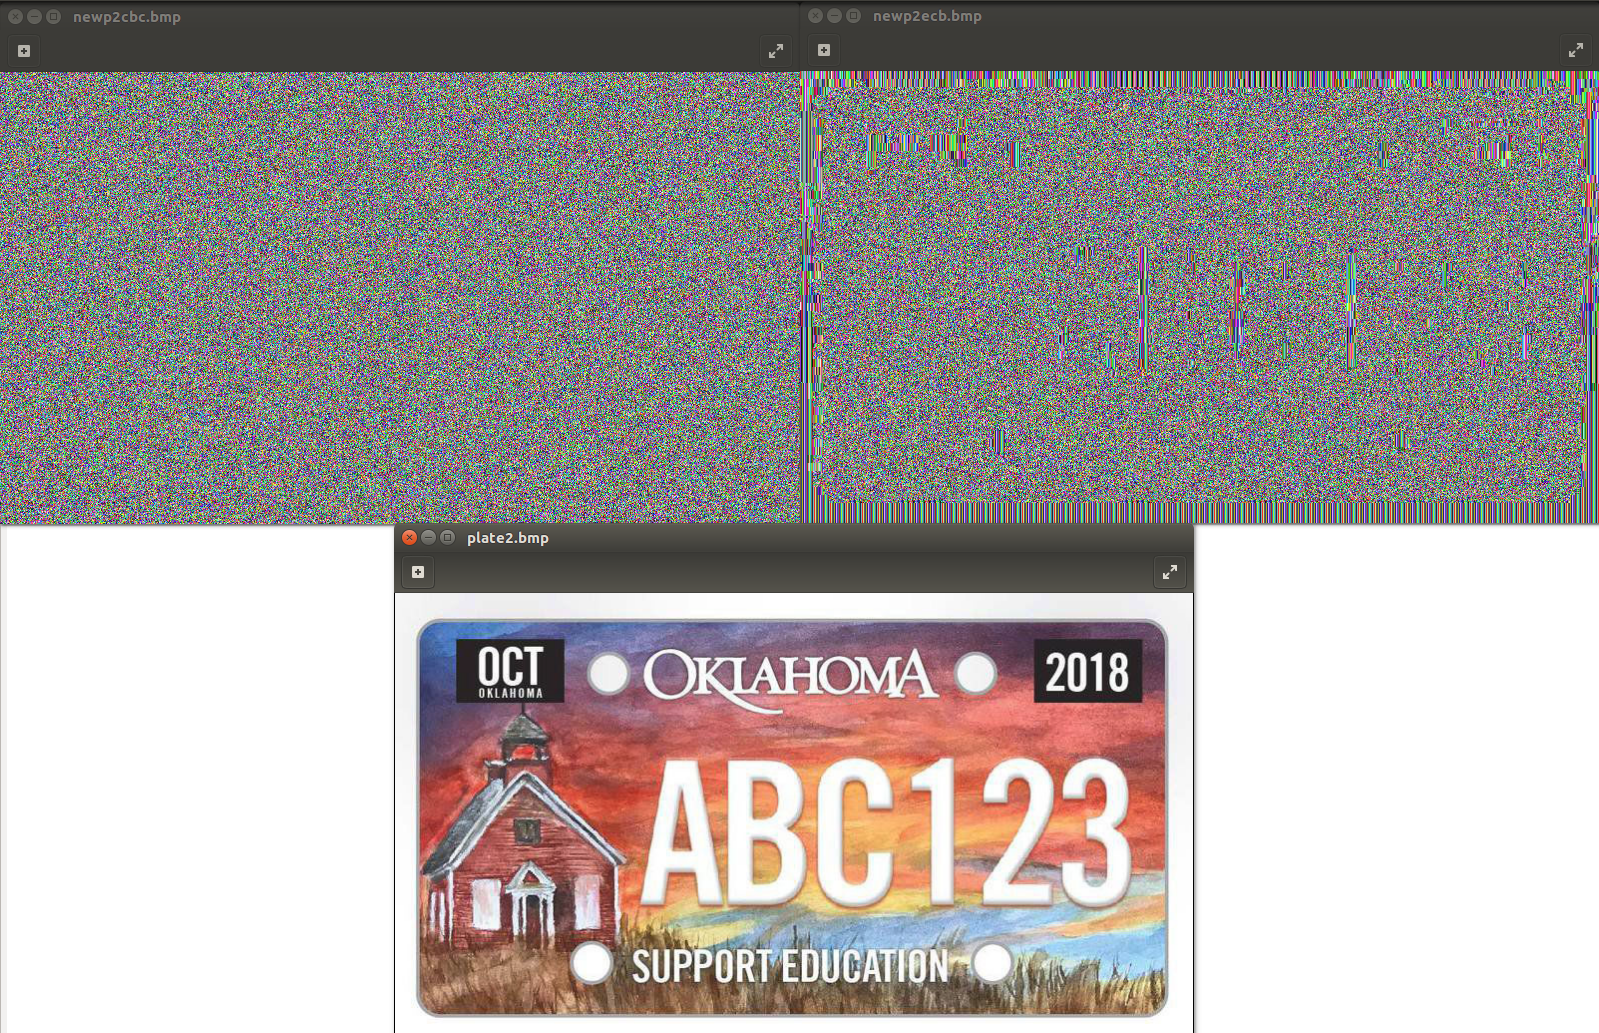 newp2cbc.bmp
newp2ecb.bmp
plate2.bmp
OCT
OKLAHOMA
OKLAHOMA
2018
ABC123
SUPPORT EDUCATION